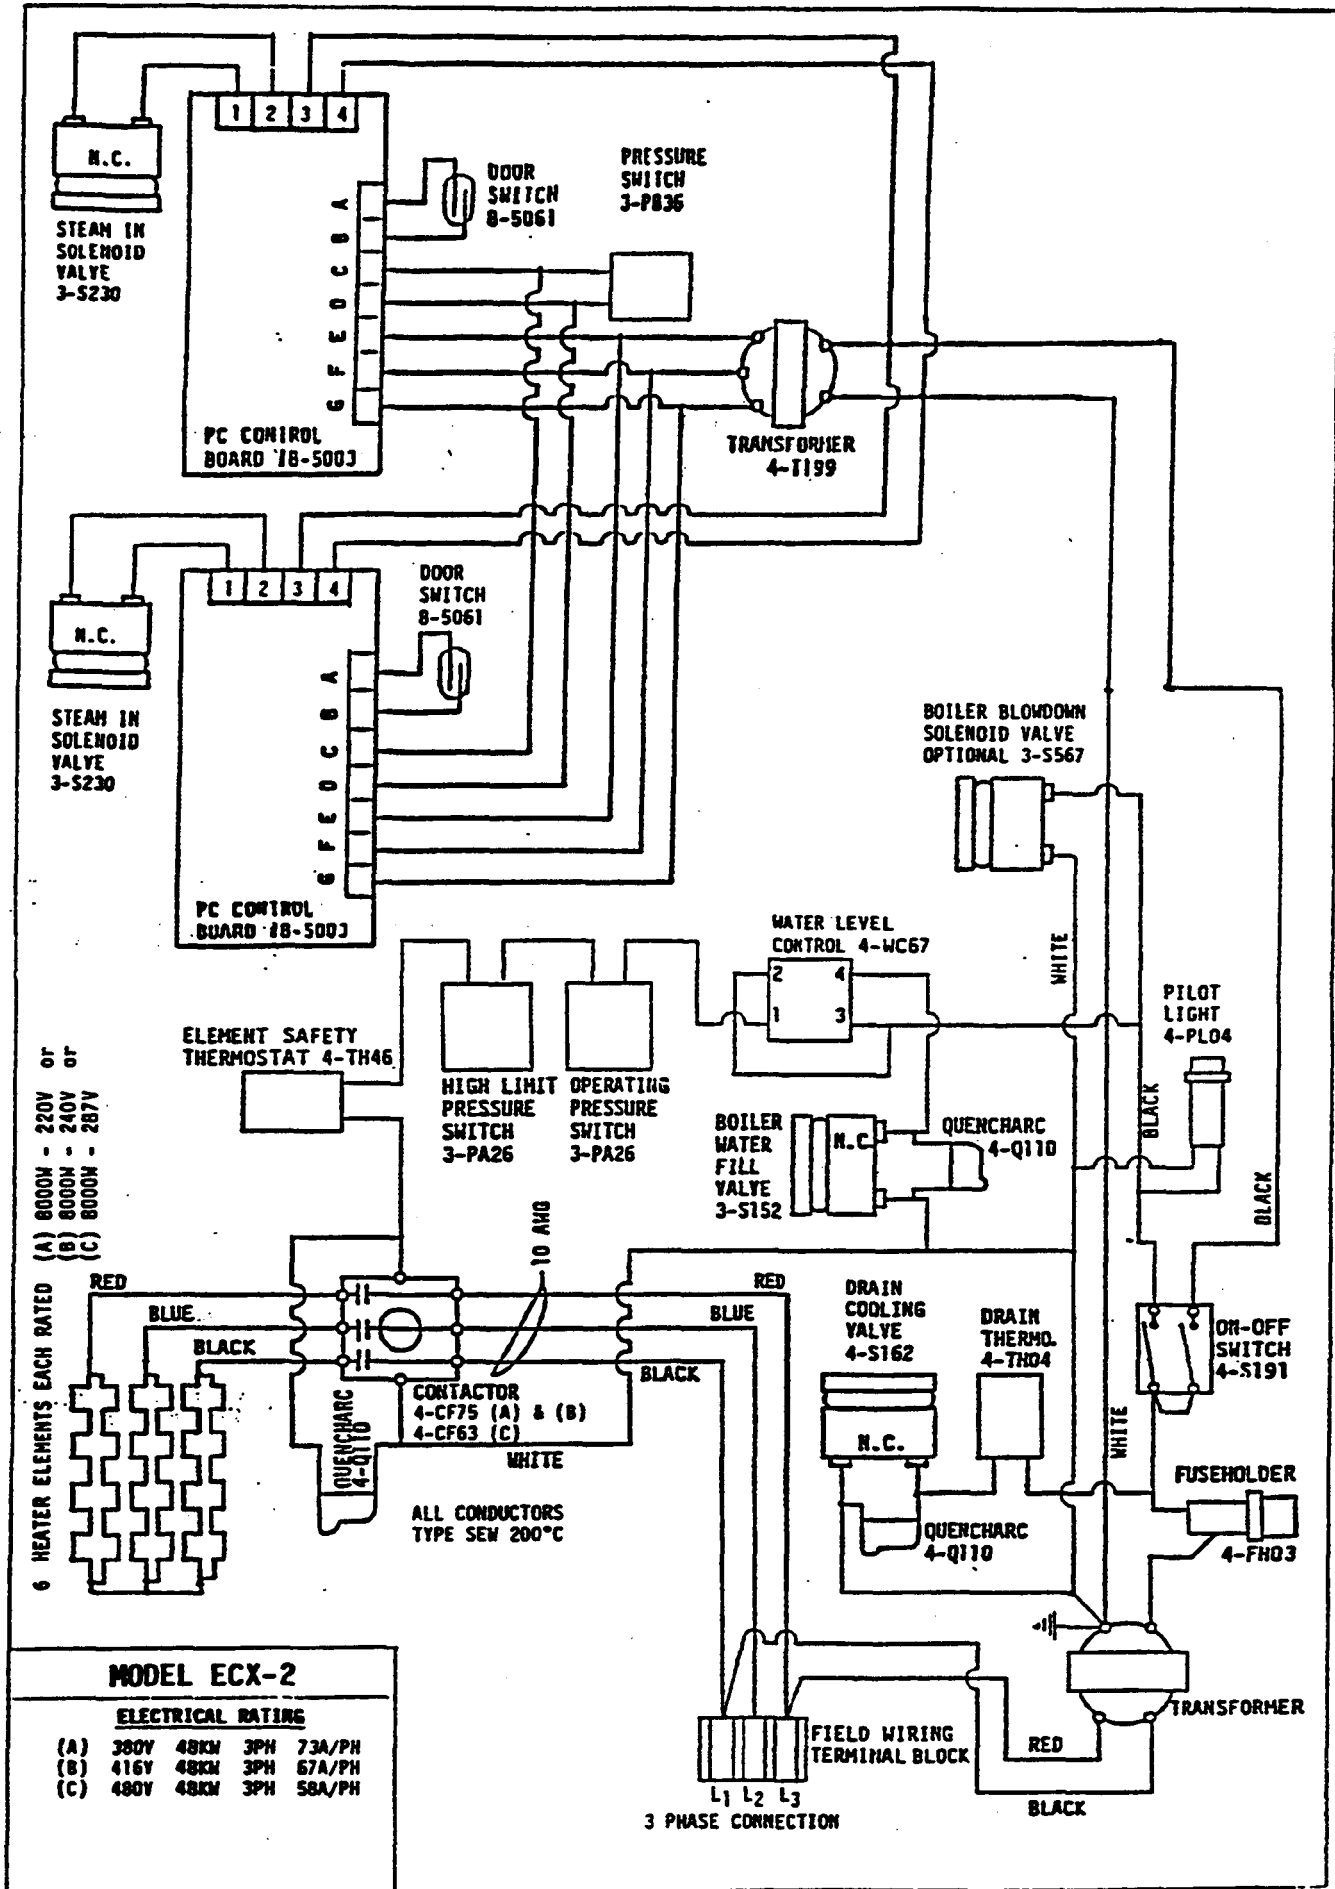 1 2 3 4
N.C.
STEAM IN
SOLENOID
VALVE
3-S230
DOOR
SWITCH
8-5061
PRESSURE
SWITCH
3-PB36
A
B
C
D
E
F
G
PC CONTROL
BOARD 18-5003
TRANSFORMER
4-T199
1 2 3 4
N.C.
STEAM IN
SOLENOID
VALVE
3-S230
DOOR
SWITCH
8-5061
A
B
C
D
E
F
G
PC CONTROL
BOARD 18-5003
BOILER BLOWDOWN
SOLENOID VALVE
OPTIONAL 3-S567
WATER LEVEL
CONTROL 4-WC67
2 4
1 3
WHITE
PILOT
LIGHT
4-PL04
BLACK
BLACK
ELEMENT SAFETY
THERMOSTAT 4-TH46
HIGH LIMIT
PRESSURE
SWITCH
3-PA26
OPERATING
PRESSURE
SWITCH
3-PA26
BOILER
WATER
FILL
VALVE
3-S152
N.C
QUENCHARC
4-Q110
6 HEATER ELEMENTS EACH RATED (A) 8000W - 220V or
(B) 8000W - 240V or
(C) 8000W - 287V
RED
BLUE
BLACK
10 AWG
RED
BLUE
BLACK
CONTACTOR
4-CF75 (A) & (B)
4-CF63 (C)
WHITE
QUENCHARC
4-Q110
ALL CONDUCTORS
TYPE SEW 200°C
DRAIN
COOLING
VALVE
4-S162
N.C.
DRAIN
THERMO.
4-TH04
ON-OFF
SWITCH
4-S191
WHITE
FUSEHOLDER
4-FH03
QUENCHARC
4-Q110
TRANSFORMER
RED
BLACK
FIELD WIRING
TERMINAL BLOCK
L1 L2 L3
3 PHASE CONNECTION
MODEL ECX-2
ELECTRICAL RATING
(A) 380V 48KW 3PH 73A/PH
(B) 416V 48KW 3PH 67A/PH
(C) 480V 48KW 3PH 58A/PH